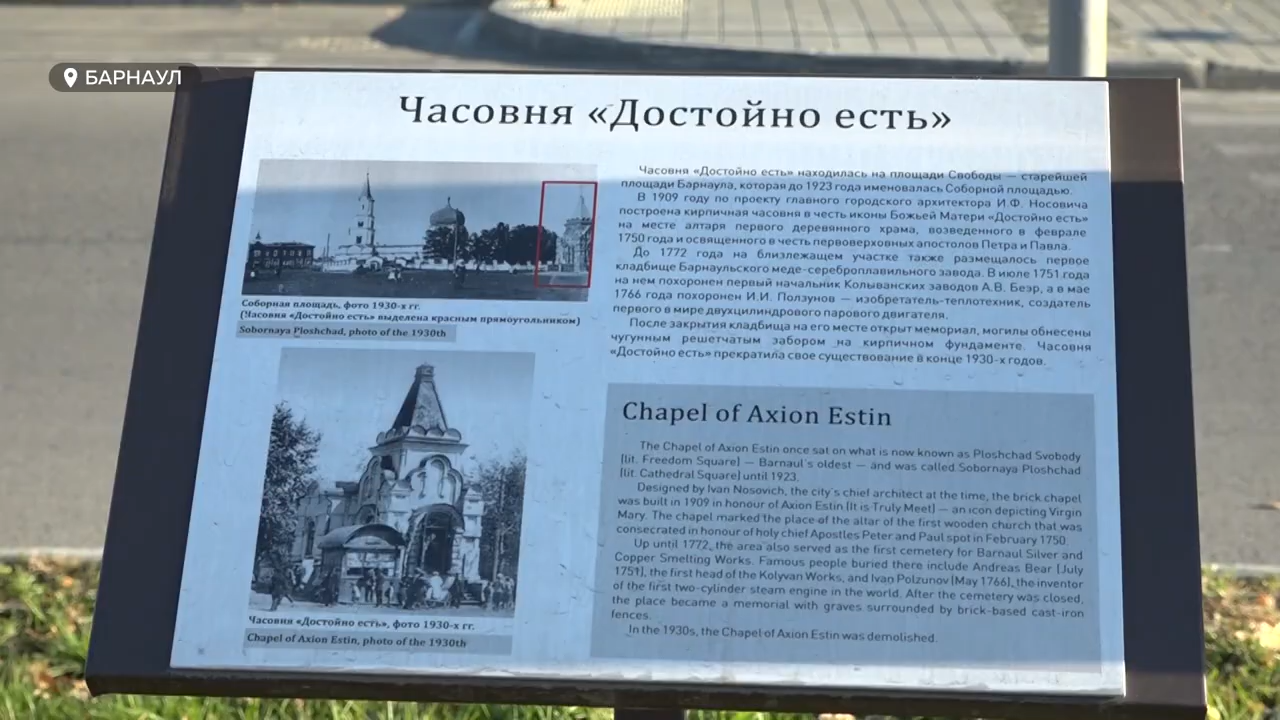 БАРНАУЛ
Часовня «Достойно есть»
Соборная площадь, фото 1930-х гг.
(Часовня «Достойно есть» выделена красным прямоугольником)
Sobornaya Ploshchad, photo of the 1930th
Часовня «Достойно есть», фото 1930-х гг.
Chapel of Axion Estin, photo of the 1930th
Часовня «Достойно есть» находилась на площади Свободы — старейшей
площади Барнаула, которая до 1923 года именовалась Соборной площадью.
В 1909 году по проекту главного городского архитектора И.Ф. Носовича
построена кирпичная часовня в честь иконы Божьей Матери «Достойно есть»
на месте алтаря первого деревянного храма, возведенного в феврале
1750 года и освященного в честь первоверховных апостолов Петра и Павла.
До 1772 года на близлежащем участке также размещалось первое
кладбище Барнаульского меде-сереброплавильного завода. В июле 1751 года
на нем похоронен первый начальник Колыванских заводов А.В. Беэр, а в мае
1766 года похоронен И.И. Ползунов — изобретатель-теплотехник, создатель
первого в мире двухцилиндрового парового двигателя.
После закрытия кладбища на его месте открыт мемориал, могилы обнесены
чугунным решетчатым забором на кирпичном фундаменте. Часовня
«Достойно есть» прекратила свое существование в конце 1930-х годов.
Chapel of Axion Estin
The Chapel of Axion Estin once sat on what is now known as Ploshchad Svobody
(lit. Freedom Square) — Barnaul's oldest — and was called Sobornaya Ploshchad
(lit. Cathedral Square) until 1923.
Designed by Ivan Nosovich, the city's chief architect at the time, the brick chapel
was built in 1909 in honour of Axion Estin (It is Truly Meet) — an icon depicting Virgin
Mary. The chapel marked the place of the altar of the first wooden church that was
consecrated in honour of holy chief Apostles Peter and Paul spot in February 1750.
Up until 1772, the area also served as the first cemetery for Barnaul Silver and
Copper Smelting Works. Famous people buried there include Andreas Bear (July
1751), the first head of the Kolyvan Works, and Ivan Polzunov (May 1766), the inventor
of the first two-cylinder steam engine in the world. After the cemetery was closed,
the place became a memorial with graves surrounded by brick-based cast-iron
fences.
In the 1930s, the Chapel of Axion Estin was demolished.